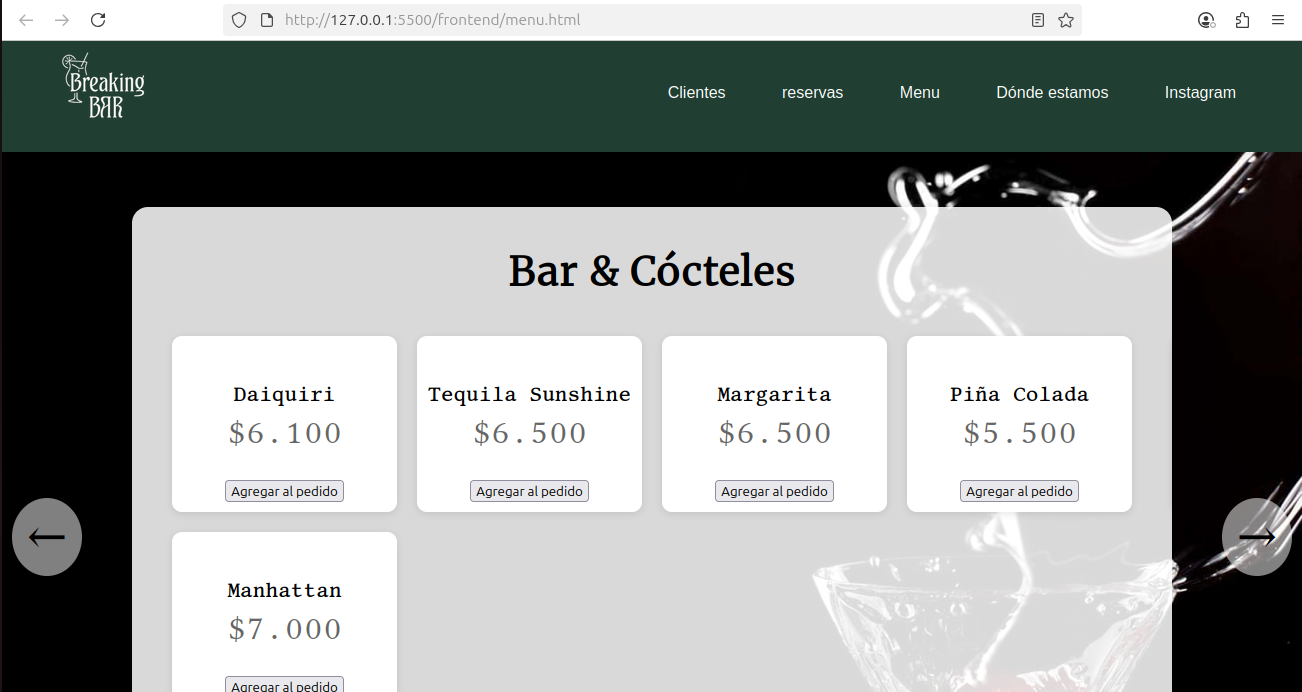 http://127.0.0.1:5500/frontend/menu.html
Breaking
BAR
Clientes reservas Menu Dónde estamos Instagram
Bar & Cócteles
Daiquiri
$6.100
Agregar al pedido
Tequila Sunshine
$6.500
Agregar al pedido
Margarita
$6.500
Agregar al pedido
Piña Colada
$5.500
Agregar al pedido
Manhattan
$7.000
Agregar al pedido